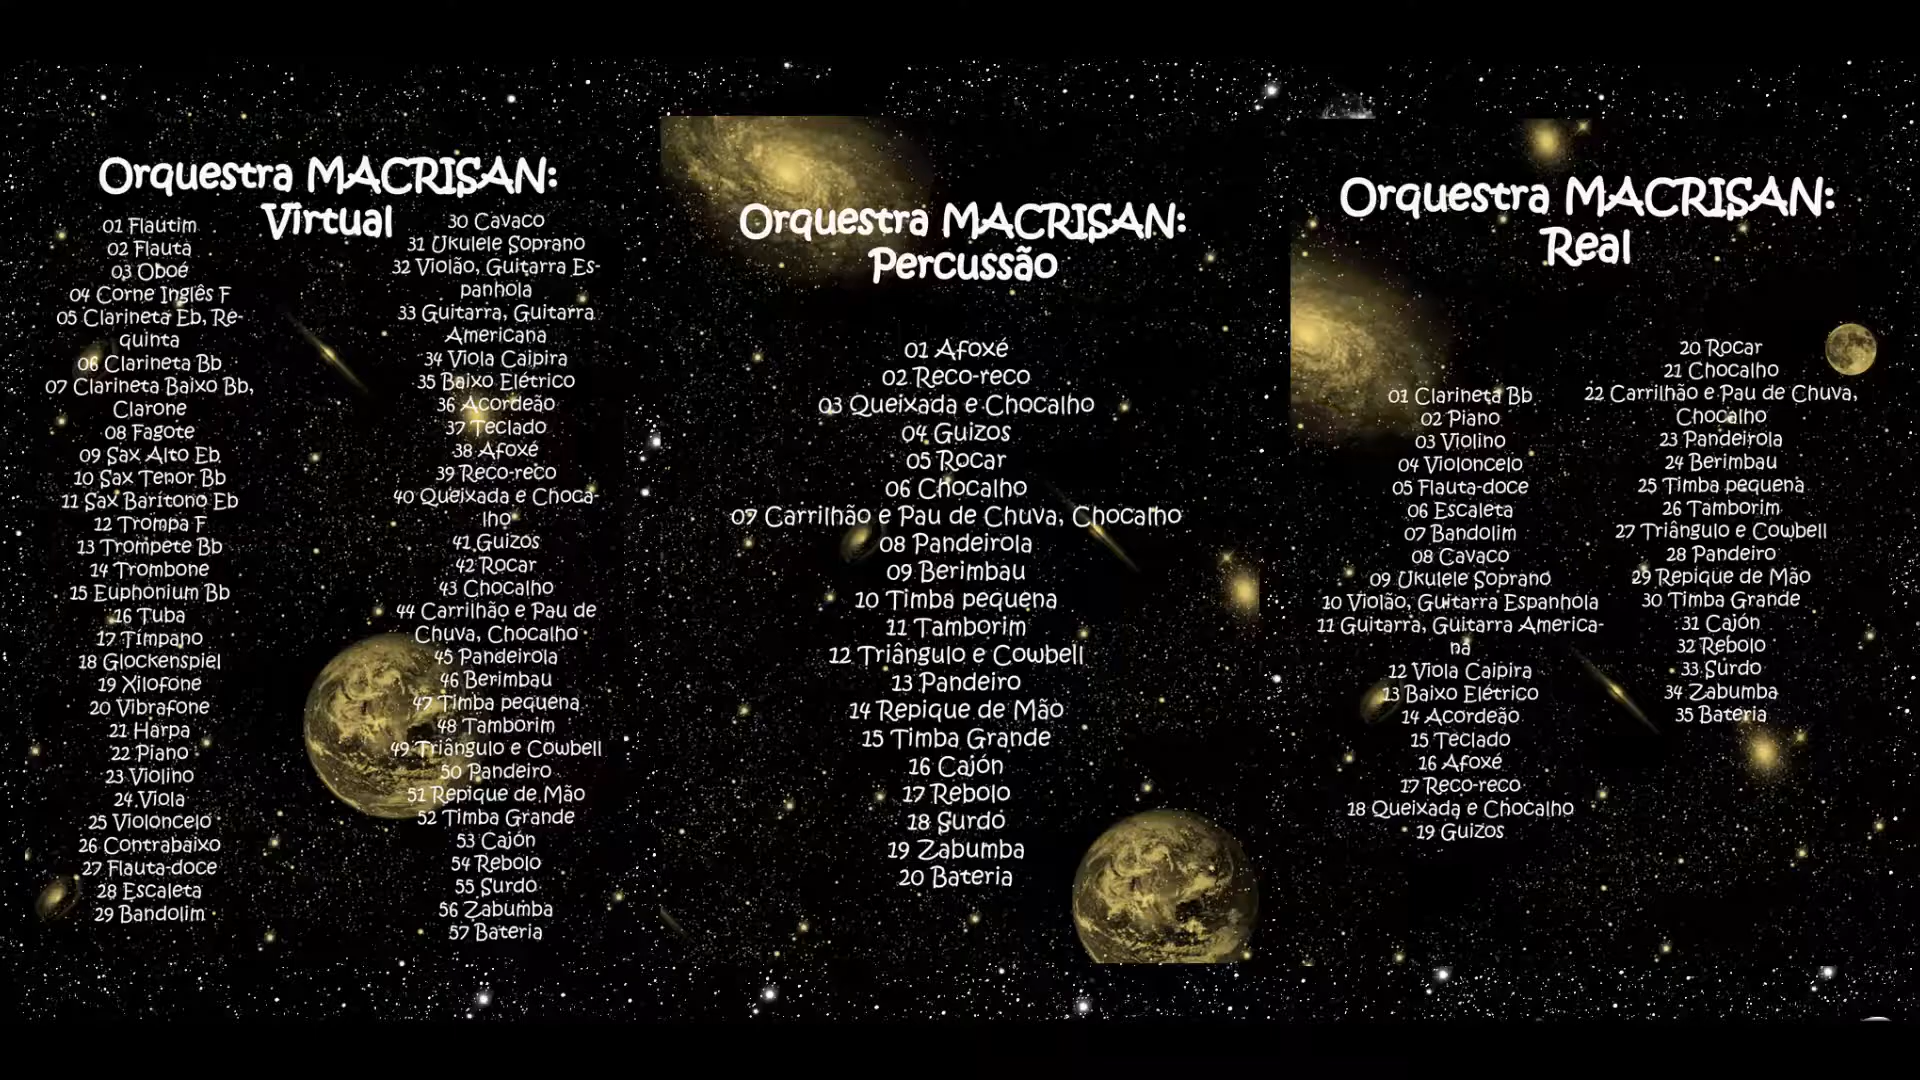 Orquestra MACRISAN:
Virtual
01 Flautim
02 Flauta
03 Oboé
04 Corne Inglês F
05 Clarineta Eb, Re-
quinta
06 Clarineta Bb
07 Clarineta Baixo Bb,
Clarone
08 Fagote
09 Sax Alto Eb
10 Sax Tenor Bb
11 Sax Barítono Eb
12 Trompa F
13 Trompete Bb
14 Trombone
15 Euphonium Bb
16 Tuba
17 Tímpano
18 Glockenspiel
19 Xilofone
20 Vibrafone
21 Harpa
22 Piano
23 Violino
24 Viola
25 Violoncelo
26 Contrabaixo
27 Flauta-doce
28 Escaleta
29 Bandolim
30 Cavaco
31 Ukulele Soprano
32 Violão, Guitarra Es-
panhola
33 Guitarra, Guitarra
Americana
34 Viola Caipira
35 Baixo Elétrico
36 Acordeão
37 Teclado
38 Afoxé
39 Reco-reco
40 Queixada e Choca-
lho
41 Guizos
42 Rocar
43 Chocalho
44 Carrilhão e Pau de
Chuva, Chocalho
45 Pandeirola
46 Berimbau
47 Timba pequena
48 Tamborim
49 Triângulo e Cowbell
50 Pandeiro
51 Repique de Mão
52 Timba Grande
53 Cajón
54 Rebolo
55 Surdo
56 Zabumba
57 Bateria
Orquestra MACRISAN:
Percussão
01 Afoxé
02 Reco-reco
03 Queixada e Chocalho
04 Guizos
05 Rocar
06 Chocalho
07 Carrilhão e Pau de Chuva, Chocalho
08 Pandeirola
09 Berimbau
10 Timba pequena
11 Tamborim
12 Triângulo e Cowbell
13 Pandeiro
14 Repique de Mão
15 Timba Grande
16 Cajón
17 Rebolo
18 Surdo
19 Zabumba
20 Bateria
Orquestra MACRISAN:
Real
01 Clarineta Bb
02 Piano
03 Violino
04 Violoncelo
05 Flauta-doce
06 Escaleta
07 Bandolim
08 Cavaco
09 Ukulele Soprano
10 Violão, Guitarra Espanhola
11 Guitarra, Guitarra America-
na
12 Viola Caipira
13 Baixo Elétrico
14 Acordeão
15 Teclado
16 Afoxé
17 Reco-reco
18 Queixada e Chocalho
19 Guizos
20 Rocar
21 Chocalho
22 Carrilhão e Pau de Chuva,
Chocalho
23 Pandeirola
24 Berimbau
25 Timba pequena
26 Tamborim
27 Triângulo e Cowbell
28 Pandeiro
29 Repique de Mão
30 Timba Grande
31 Cajón
32 Rebolo
33 Surdo
34 Zabumba
35 Bateria